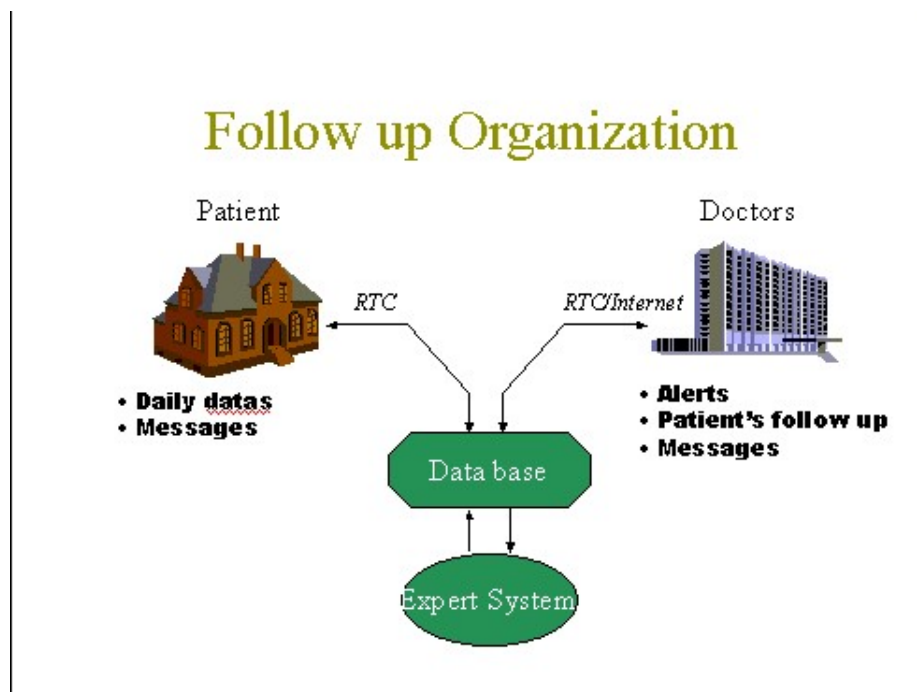 Follow up Organization
Patient
Doctors
RTC
RTC/Internet
• Daily datas
• Messages
• Alerts
• Patient's follow up
• Messages
Data base
Expert System